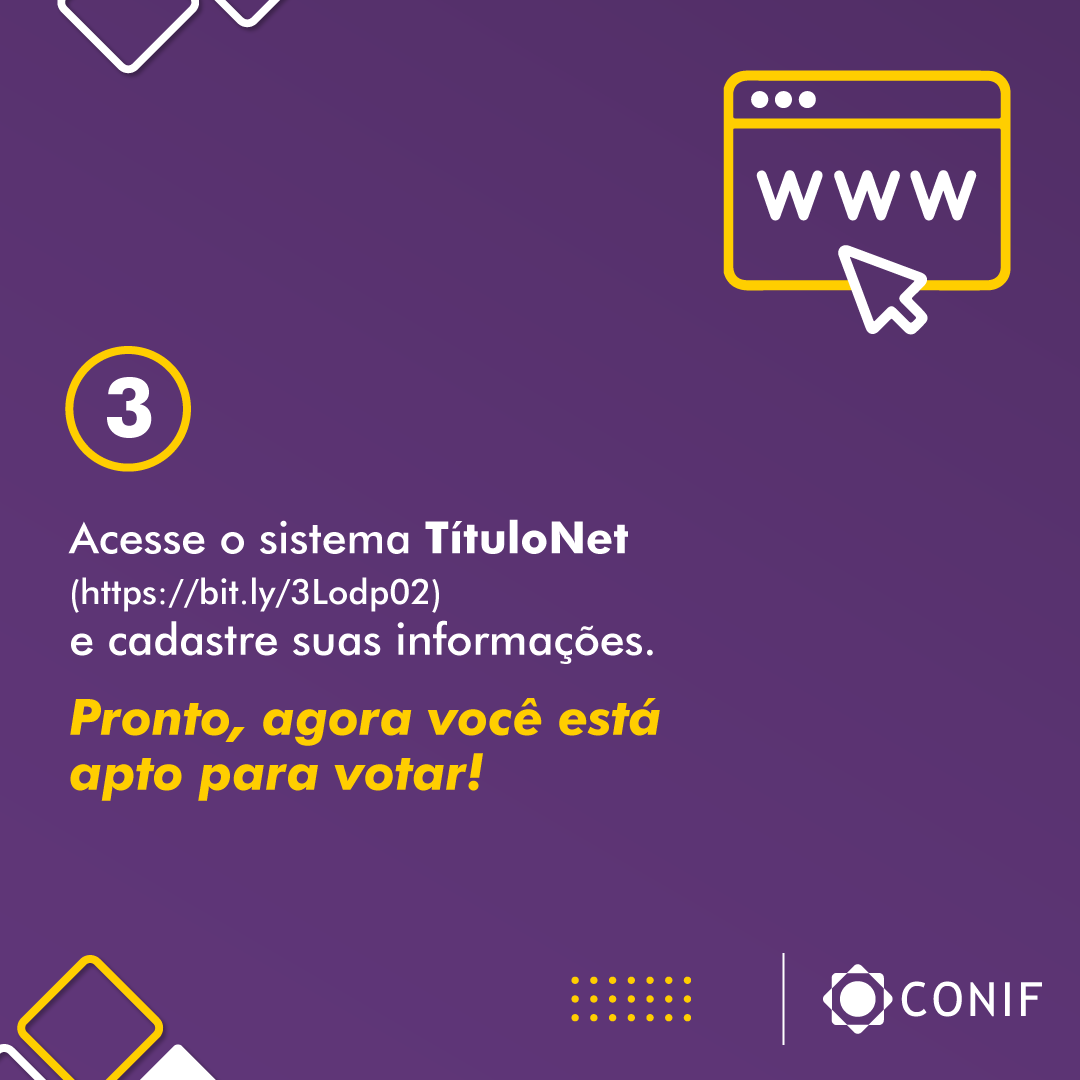 WWW
3
Acesse o sistema TítuloNet
(https://bit.ly/3Lodp02)
e cadastre suas informações.
Pronto, agora você está
apto para votar!
CONIF